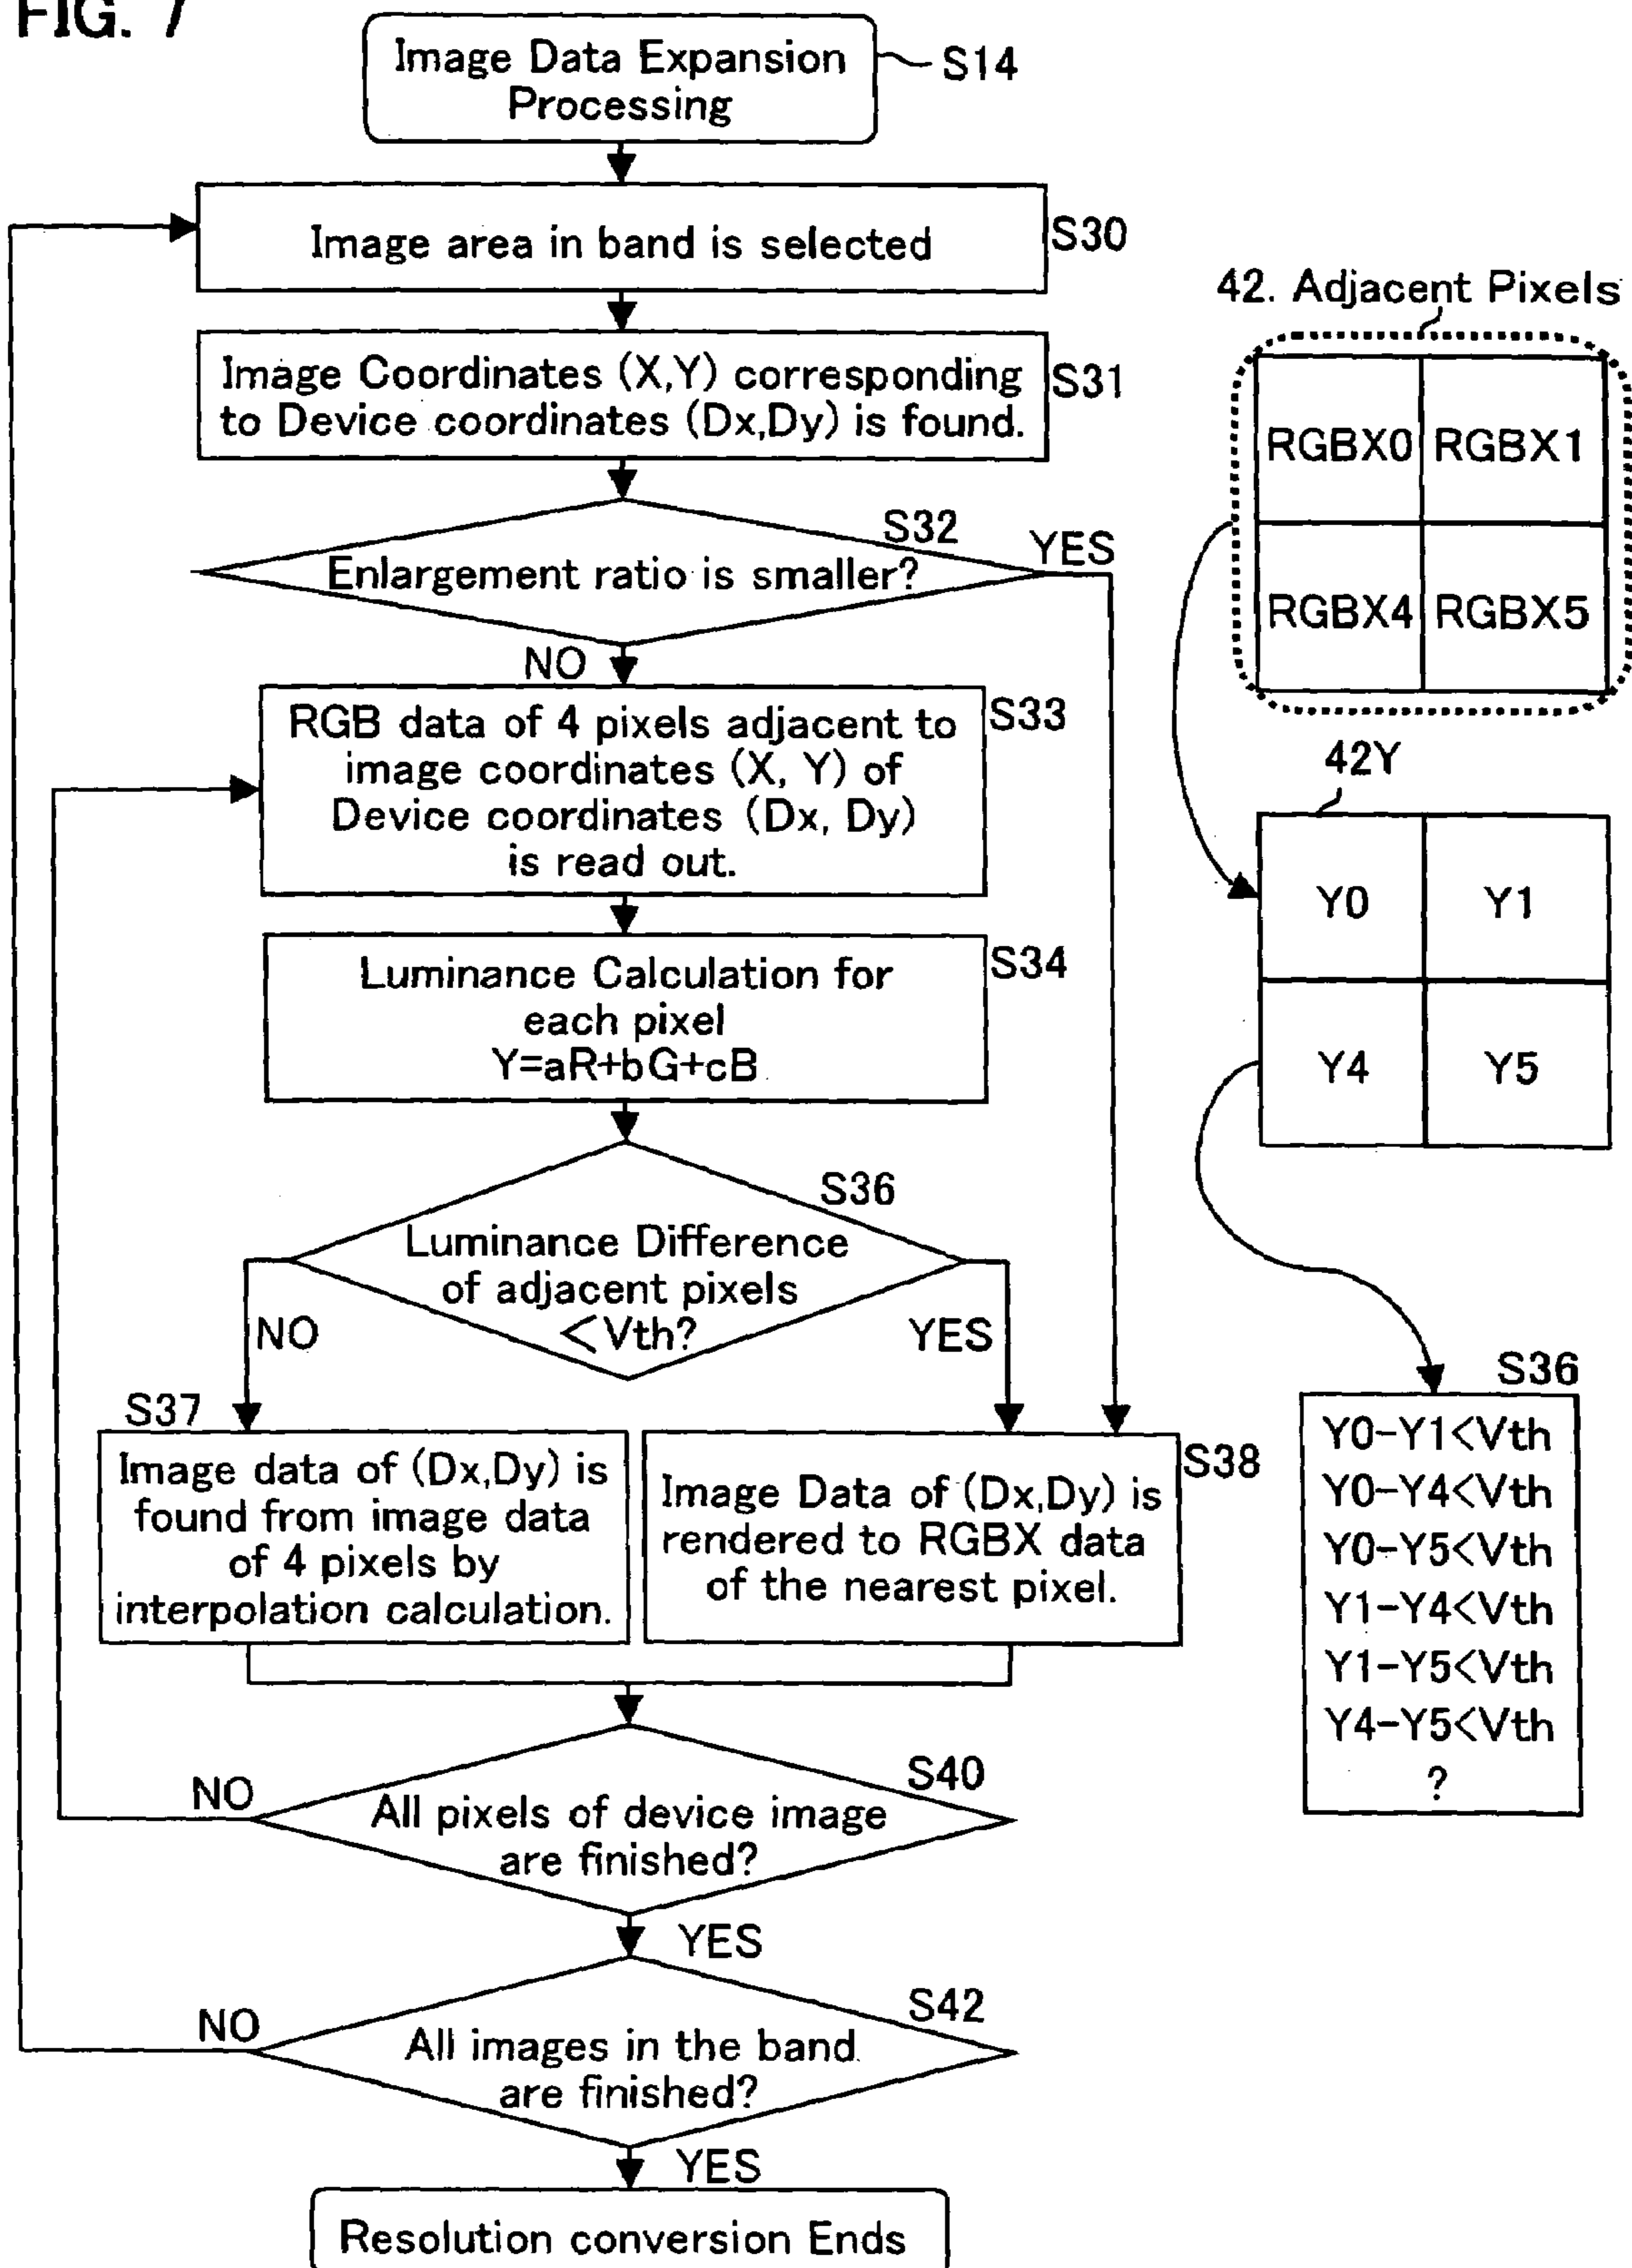 FIG. 7
Image Data Expansion
Processing
S14
Image area in band is selected
S30
Image Coordinates (X,Y) corresponding
to Device coordinates (Dx,Dy) is found.
S31
S32
Enlargement ratio is smaller?
YES
NO
RGB data of 4 pixels adjacent to
image coordinates (X, Y) of
Device coordinates (Dx, Dy)
is read out.
S33
Luminance Calculation for
each pixel
Y=aR+bG+cB
S34
S36
Luminance Difference
of adjacent pixels
<Vth?
NO
YES
S37
Image data of (Dx,Dy) is
found from image data
of 4 pixels by
interpolation calculation.
S38
Image Data of (Dx,Dy) is
rendered to RGBX data
of the nearest pixel.
S40
NO
All pixels of device image
are finished?
YES
S42
NO
All images in the band
are finished?
YES
Resolution conversion Ends
42. Adjacent Pixels
RGBX0 RGBX1
RGBX4 RGBX5
42Y
Y0 Y1
Y4 Y5
S36
Y0-Y1<Vth
Y0-Y4<Vth
Y0-Y5<Vth
Y1-Y4<Vth
Y1-Y5<Vth
Y4-Y5<Vth
?